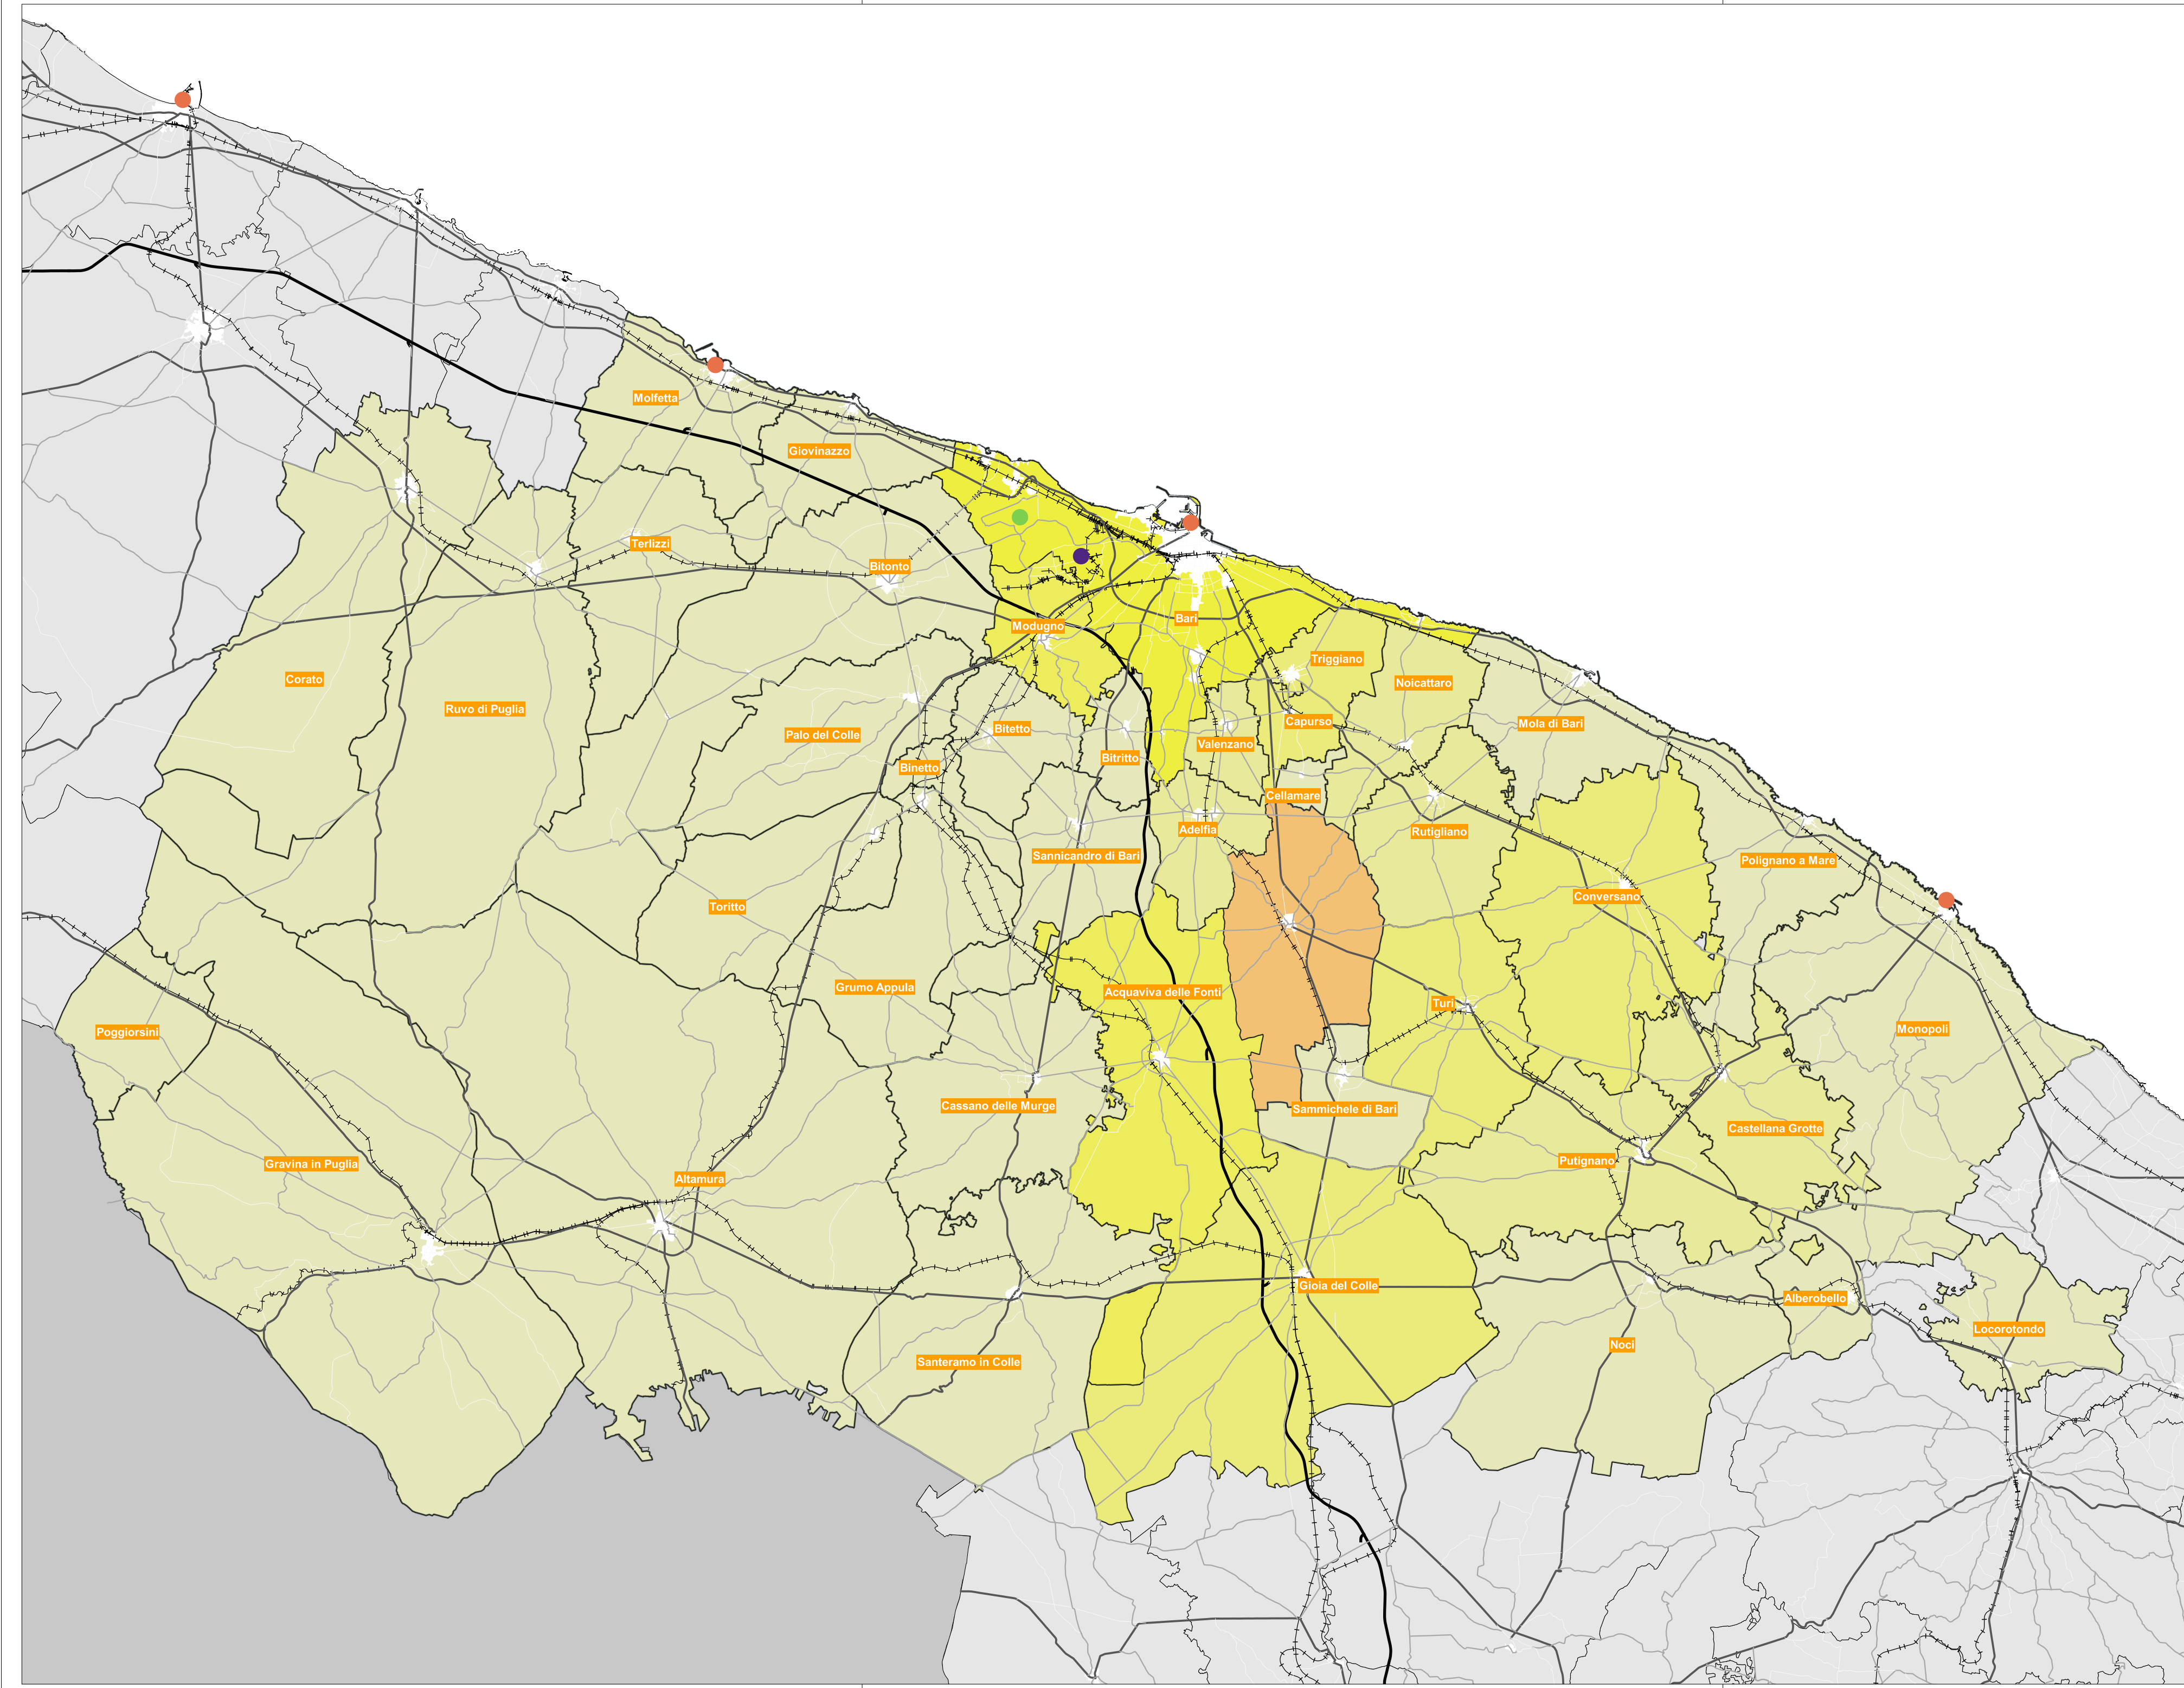 Molfetta
Giovinazzo
Terlizzi
Bitonto
Bari
Modugno
Triggiano
Corato
Noicattaro
Ruvo di Puglia
Capurso
Mola di Bari
Bitetto
Palo del Colle
Valenzano
Bitritto
Binetto
Cellamare
Adelfia
Rutigliano
Sannicandro di Bari
Polignano a Mare
Conversano
Toritto
Grumo Appula
Acquaviva delle Fonti
Turi
Monopoli
Poggiorsini
Cassano delle Murge
Sammichele di Bari
Castellana Grotte
Putignano
Gravina in Puglia
Altamura
Gioia del Colle
Alberobello
Locorotondo
Noci
Santeramo in Colle